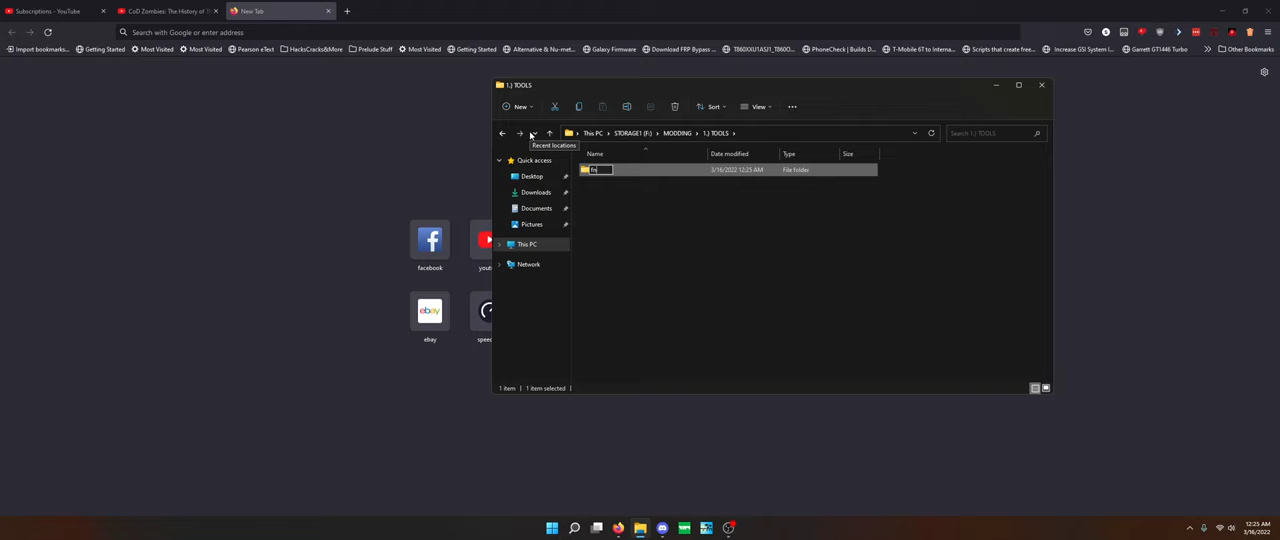 Subscriptions - YouTube
CoD Zombies: The History of T
New Tab
Search with Google or enter address
Import bookmarks...
Getting Started
Most Visited
Pearson eText
HacksCracks&More
Prelude Stuff
Most Visited
Getting Started
Alternative & Nu-met...
Galaxy Firmware
Download FRP Bypass ...
T860XXU1ASJ1_T860O...
PhoneCheck | Builds D...
T-Mobile 6T to Interna...
Scripts that create free...
Increase GSI System I...
Garrett GT1446 Turbo
Other Bookmarks
1.) TOOLS
New
Sort
View
This PC
STORAGE1 (F:)
MODDING
1.) TOOLS
Search 1.) TOOLS
Recent locations
Name
Date modified
Type
Size
Quick access
fn
3/16/2022 12:25 AM
File folder
Desktop
Downloads
Documents
Pictures
This PC
Network
facebook
yout
ebay
speec
1 item
1 item selected
12:25 AM
3/16/2022